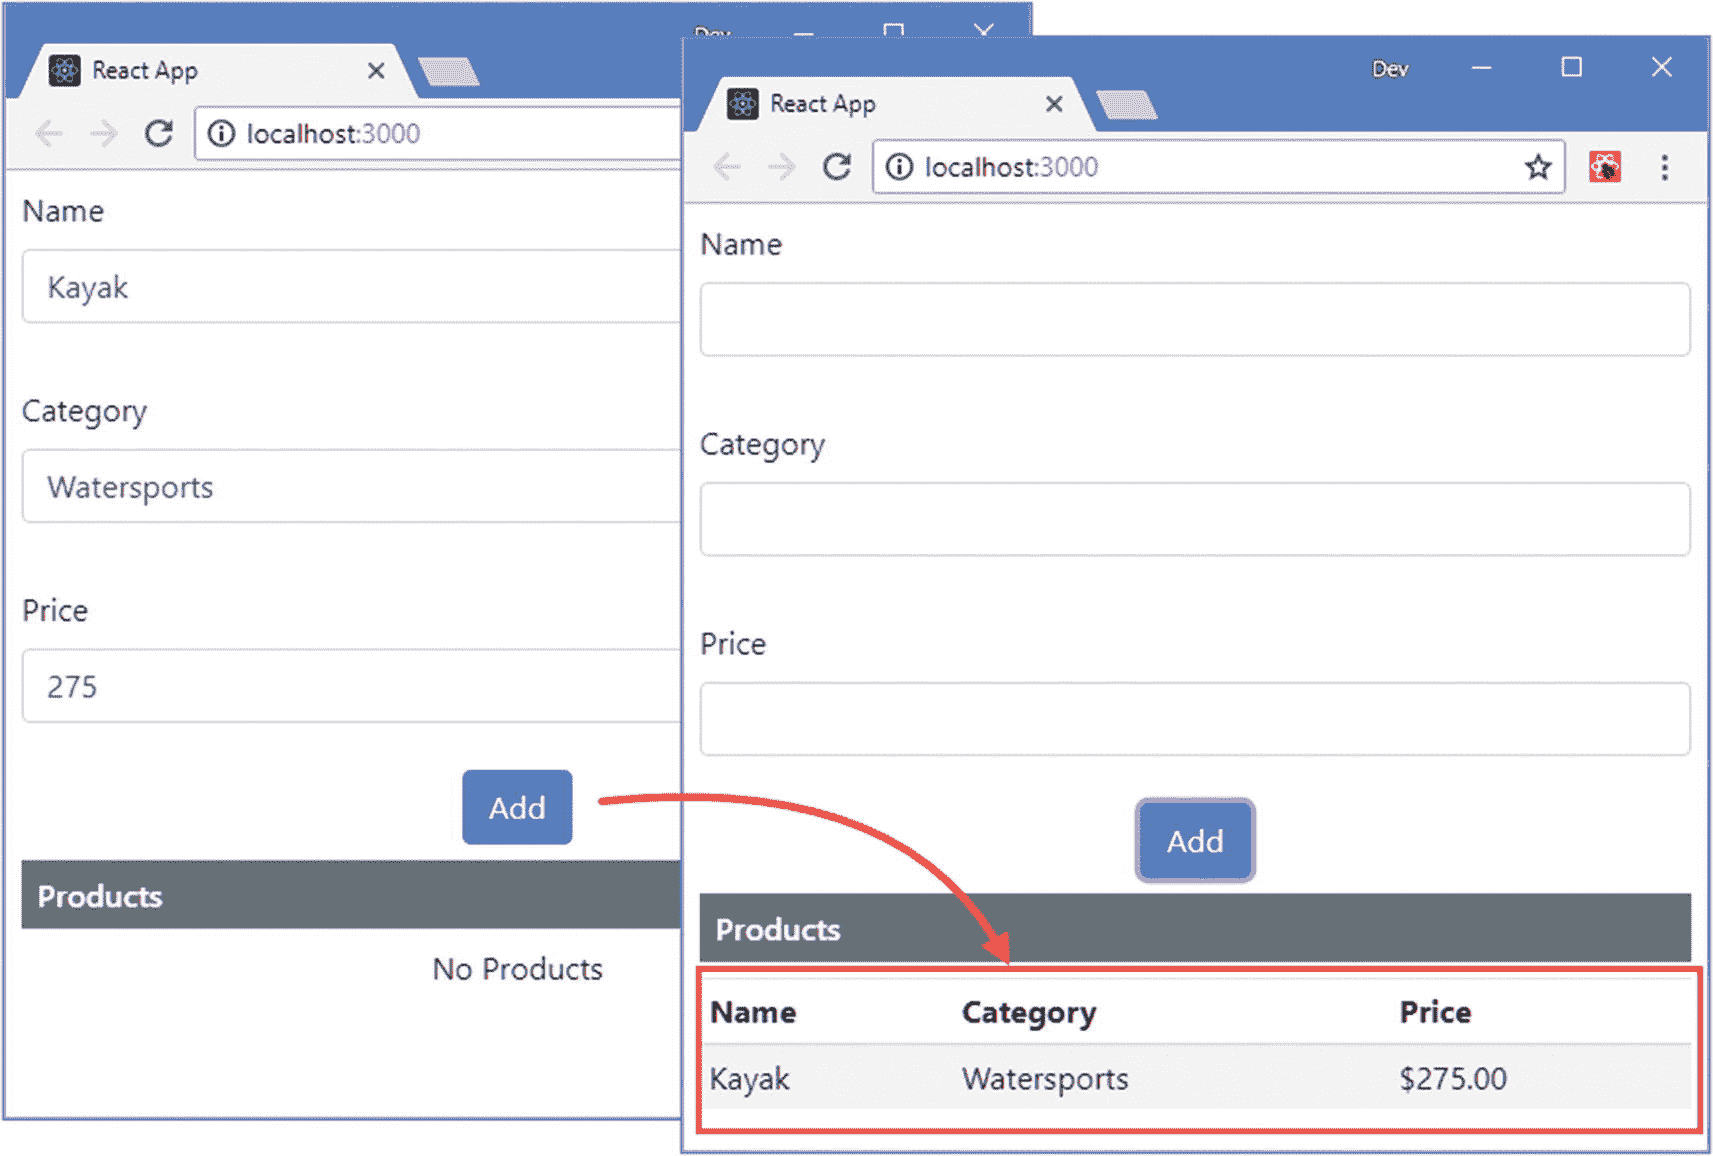 Dev
React App
localhost:3000
Name
Kayak
Category
Watersports
Price
275
Add
Products
No Products
Dev
React App
localhost:3000
Name
Category
Price
Add
Products
Name Category Price
Kayak Watersports $275.00